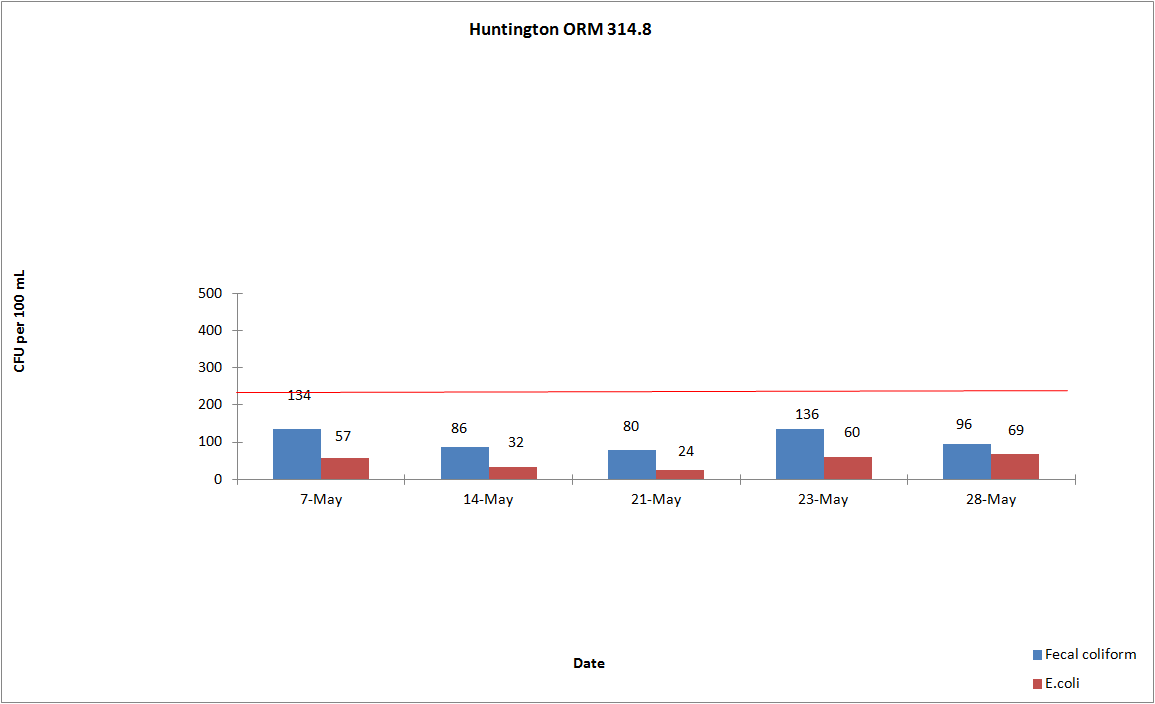 Huntington ORM 314.8
CFU per 100 mL
500
400
300
200
100
0
134
57
86
32
80
24
136
60
96
69
7-May
14-May
21-May
23-May
28-May
Date
Fecal coliform
E.coli